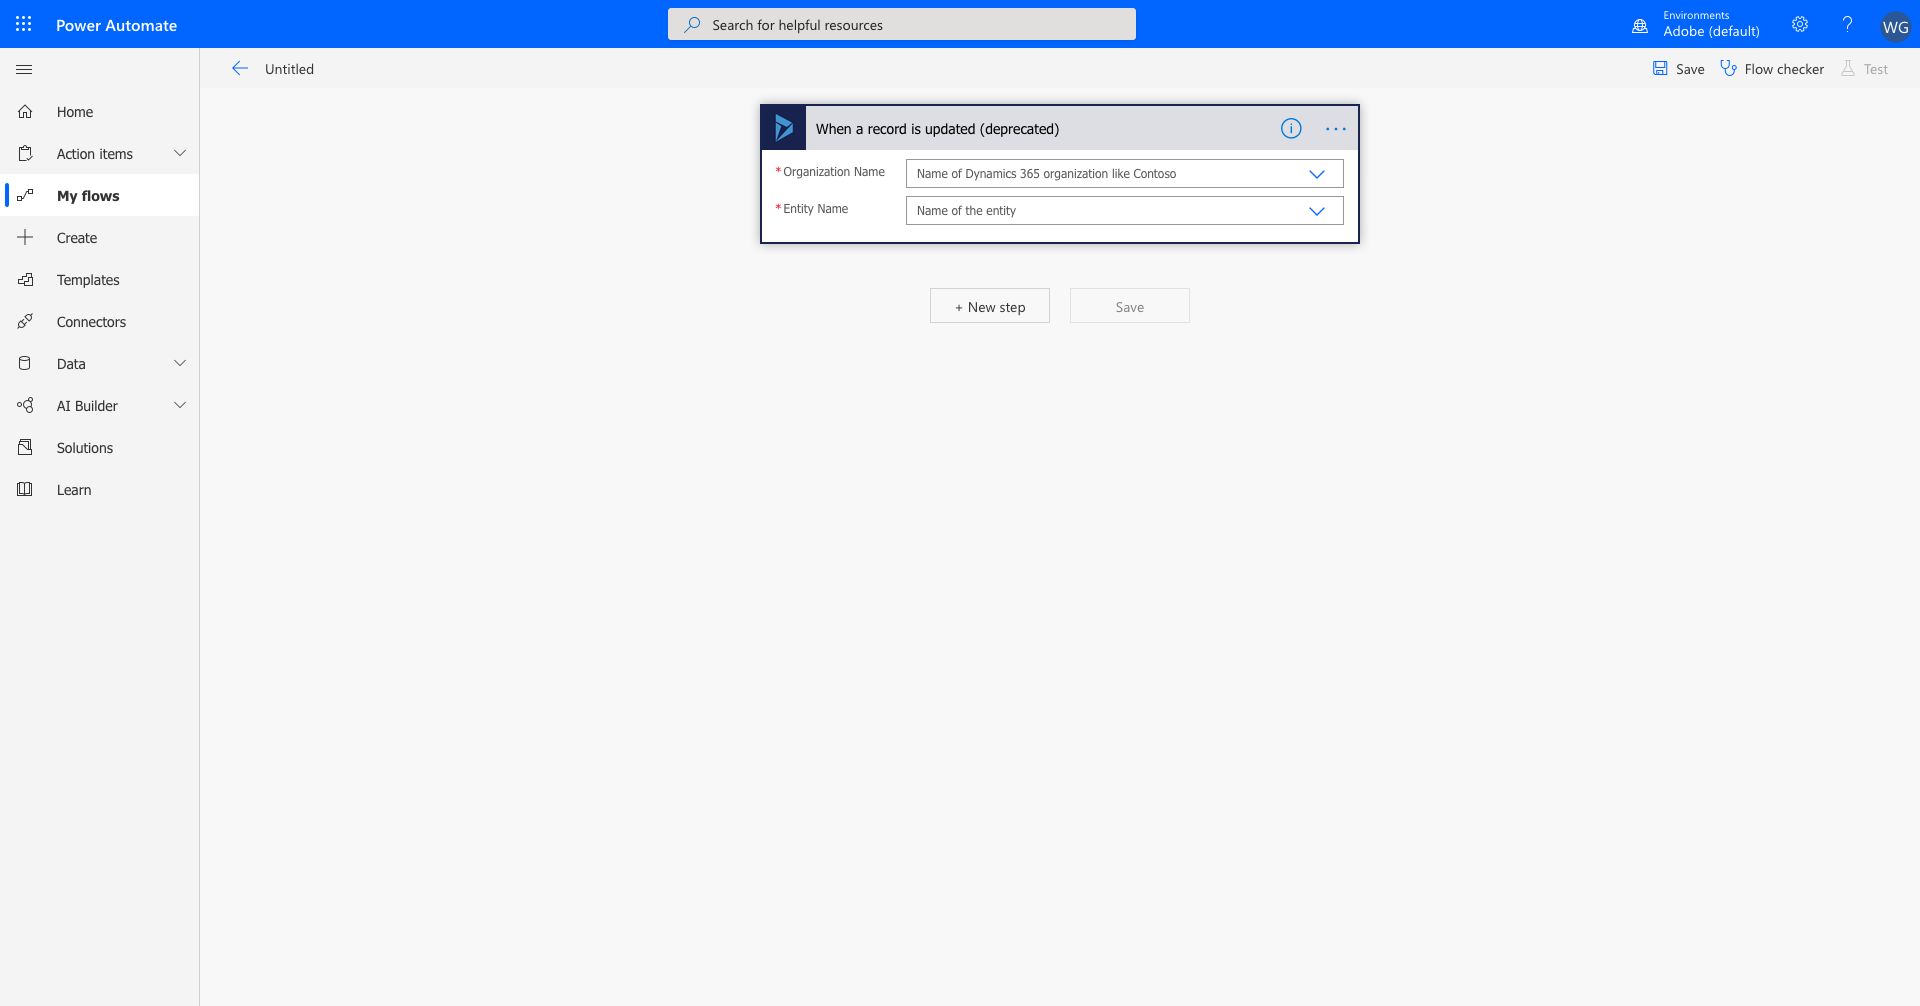 Power Automate
Search for helpful resources
Environments
Adobe (default)
WG
Untitled
Save
Flow checker
Test
Home
Action items
My flows
Create
Templates
Connectors
Data
AI Builder
Solutions
Learn
When a record is updated (deprecated)
* Organization Name
Name of Dynamics 365 organization like Contoso
* Entity Name
Name of the entity
+ New step
Save